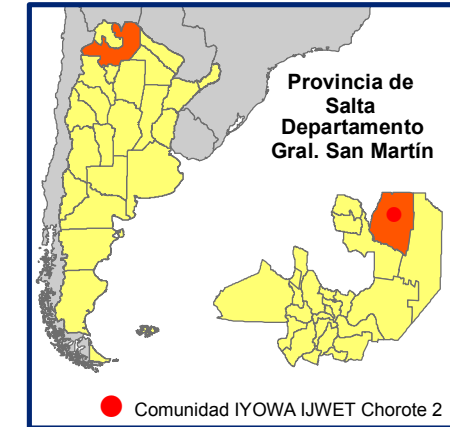 Provincia de
Salta
Departamento
Gral. San Martín
Comunidad IYOWA IJWET Chorote 2